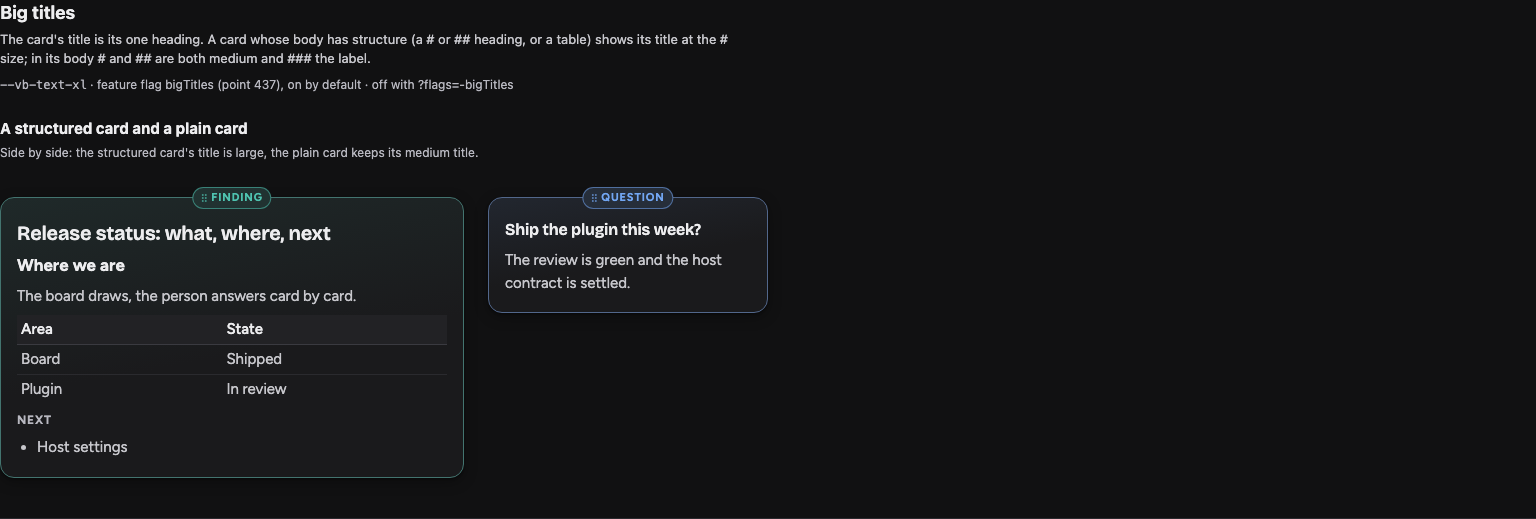 Big titles
The card's title is its one heading. A card whose body has structure (a # or ## heading, or a table) shows its title at the #
size; in its body # and ## are both medium and ### the label.
--vb-text-xl · feature flag bigTitles (point 437), on by default · off with ?flags=-bigTitles
A structured card and a plain card
Side by side: the structured card's title is large, the plain card keeps its medium title.
FINDING
Release status: what, where, next
Where we are
The board draws, the person answers card by card.
Area State
Board Shipped
Plugin In review
NEXT
• Host settings
QUESTION
Ship the plugin this week?
The review is green and the host
contract is settled.